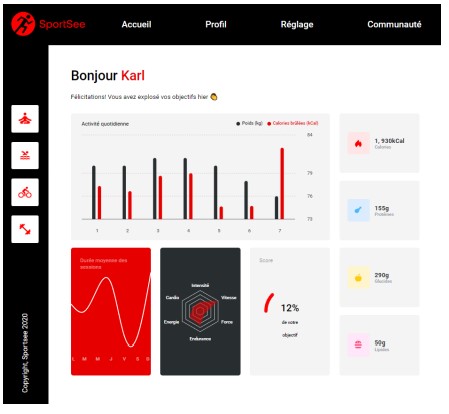 SportSee
Accueil
Profil
Réglage
Communauté
Bonjour Karl
Félicitations! Vous avez explosé vos objectifs hier
Activité quotidienne
Poids (kg)
Calories brûlées (kCal)
84
79
76
73
1 2 3 4 5 6 7
1, 930kCal
Calories
155g
Protéines
290g
Glucides
50g
Lipides
Durée moyenne des
sessions
L M M J V S D
Intensité
Cardio
Vitesse
Energie
Force
Endurance
Score
12%
de votre
objectif
Copyright, Sportsee 2020